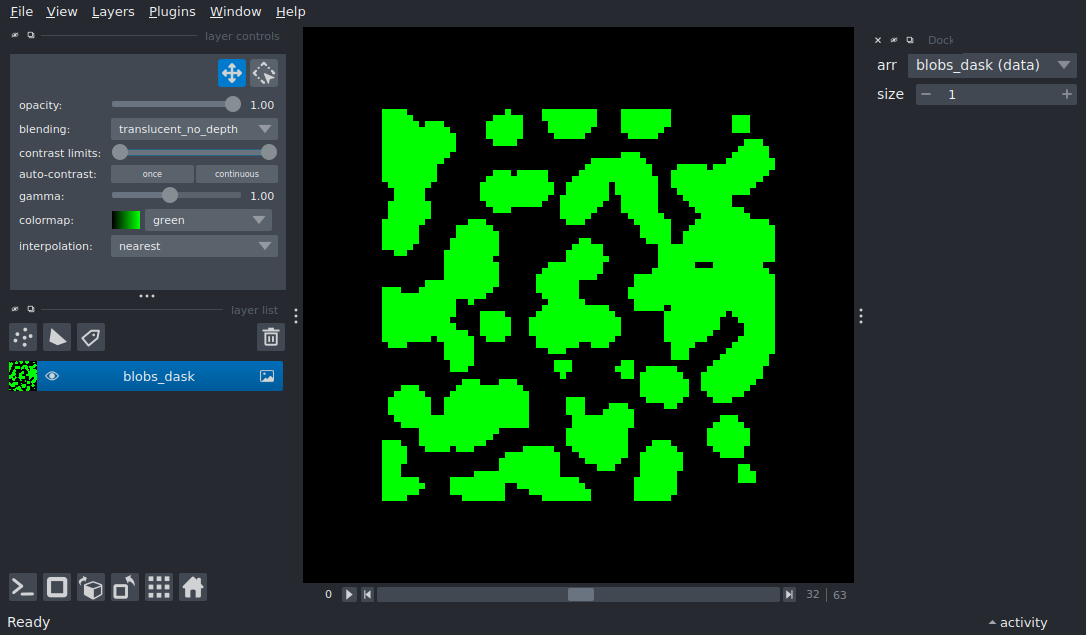 File View Layers Plugins Window Help
layer controls
opacity: 1.00
blending: translucent_no_depth
contrast limits:
auto-contrast: once continuous
gamma: 1.00
colormap: green
interpolation: nearest
layer list
blobs_dask
Dock
arr blobs_dask (data)
size 1
0 32 63
Ready
activity